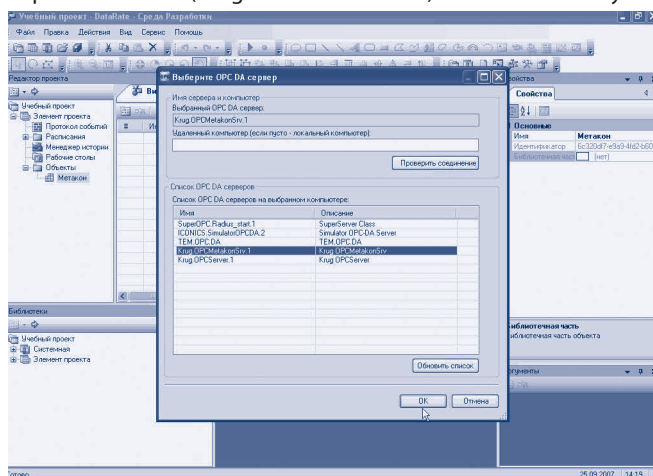 Учебный проект - DataRate - Среда Разработки
Файл Правка Действия Вид Сервис Помощь
Редактор проекта
Учебный проект
Элемент проекта
Протокол событий
Расписания
Менеджер истории
Рабочие столы
Объекты
Метакон
Библиотеки
Учебный проект
Системная
Элемент проекта
Выберите OPC DA сервер
Имя сервера и компьютер
Выбранный OPC DA сервер:
Krug.OPCMetakonSrv.1
Удаленный компьютер (если пусто - локальный компьютер):
Проверить соединение
Список OPC DA серверов
Список OPC DA серверов на выбранном компьютере:
Имя Описание
SuperOPC.Radius_start.1 SuperServer Class
ICONICS.SimulatorOPCDA.2 Simulator OPC-DA Server
TEM.OPC.DA TEM.OPC.DA
Krug.OPCMetakonSrv.1 Krug OPCMetakonSrv
Krug.OPCServer.1 Krug OPCServer
Обновить список
OK Отмена
Свойства
Основные
Имя Метакон
Идентификатор
Библиотечная част (нет)
библиотечная часть
библиотечная часть объекта
25.09.2007 14:19